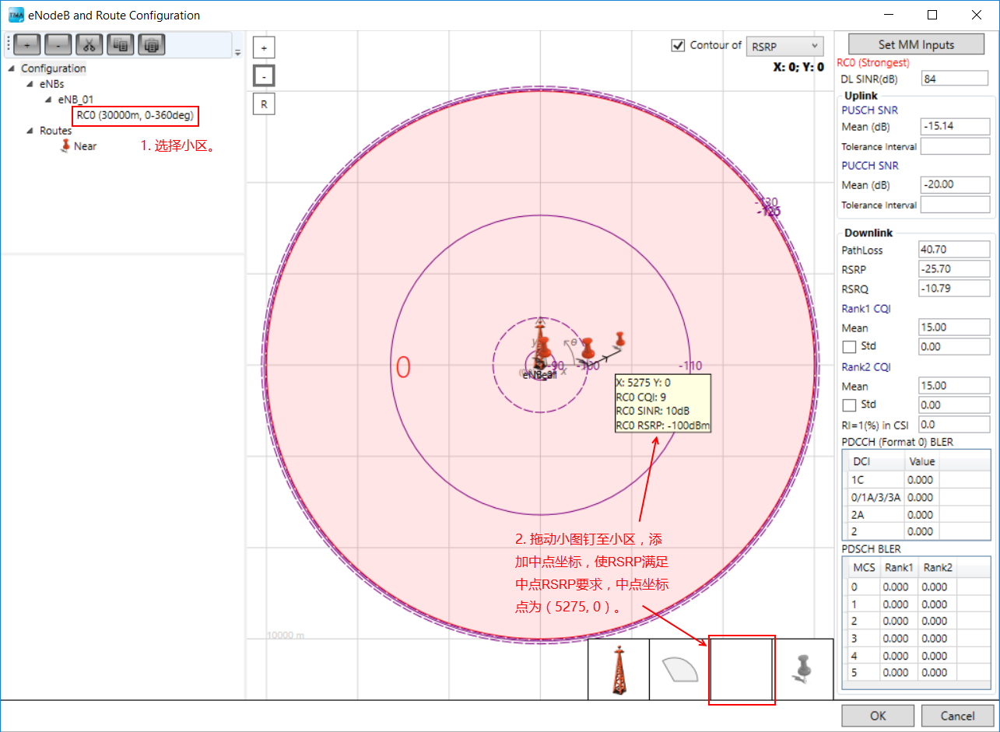 TMA eNodeB and Route Configuration
+ -
Configuration
eNBs
eNB_01
RC0 (30000m, 0-360deg)
Routes
Near
1. 选择小区。
+
-
R
Contour of RSRP
X: 0; Y: 0
-130
-125
0
y
θ
-90
-100
-110
x
X: 5275 Y: 0
RC0 CQI: 9
RC0 SINR: 10dB
RC0 RSRP: -100dBm
2. 拖动小图钉至小区，添
加中点坐标，使RSRP满足
中点RSRP要求，中点坐标
点为（5275, 0）。
10000 m
Set MM Inputs
RC0 (Strongest)
DL SINR(dB) 84
Uplink
PUSCH SNR
Mean (dB) -15.14
Tolerance Interval
PUCCH SNR
Mean (dB) -20.00
Tolerance Interval
Downlink
PathLoss 40.70
RSRP -25.70
RSRQ -10.79
Rank1 CQI
Mean 15.00
Std 0.00
Rank2 CQI
Mean 15.00
Std 0.00
RI=1(%) in CSI 0.0
PDCCH (Format 0) BLER
DCI Value
1C 0.000
0/1A/3/3A 0.000
2A 0.000
2 0.000
PDSCH BLER
MCS Rank1 Rank2
0 0.000 0.000
1 0.000 0.000
2 0.000 0.000
3 0.000 0.000
4 0.000 0.000
5 0.000 0.000
OK Cancel